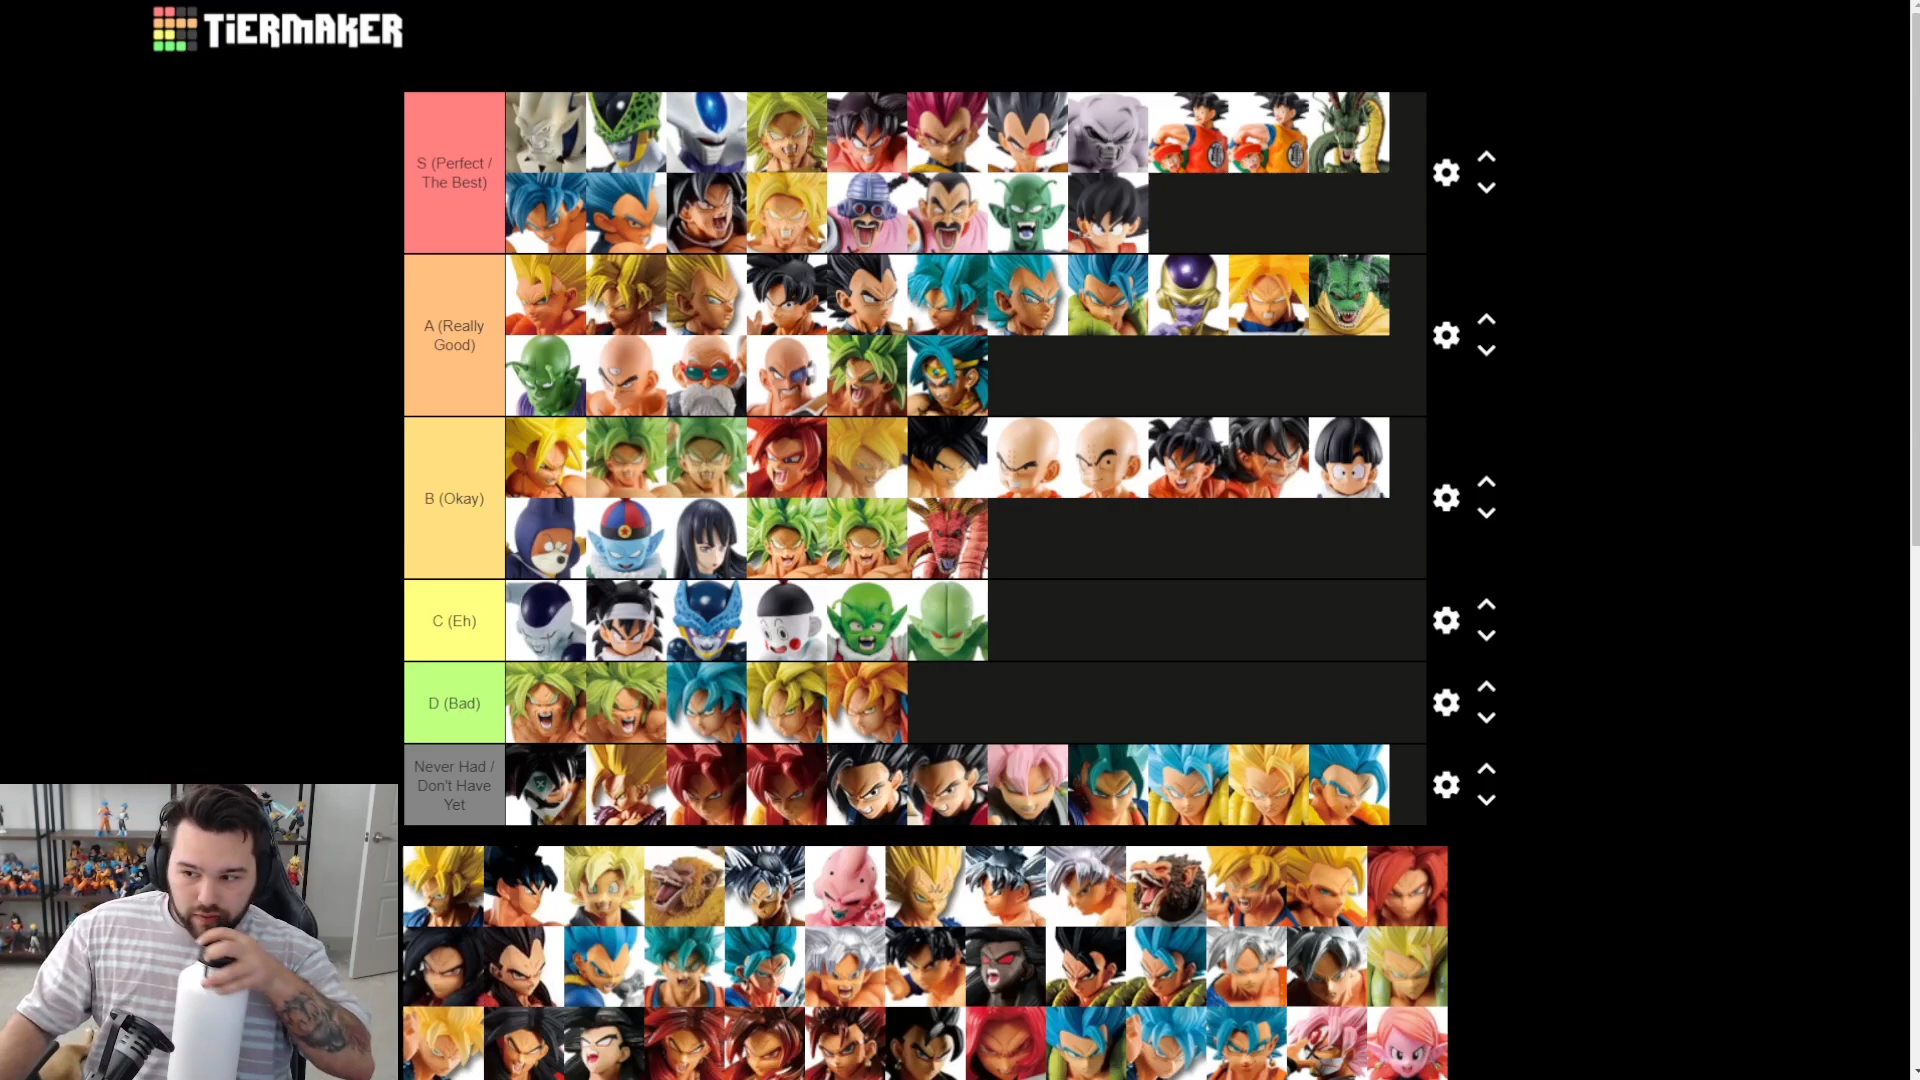 TiERMAKER
S (Perfect /
The Best)
A (Really
Good)
B (Okay)
C (Eh)
D (Bad)
Never Had /
Don't Have
Yet